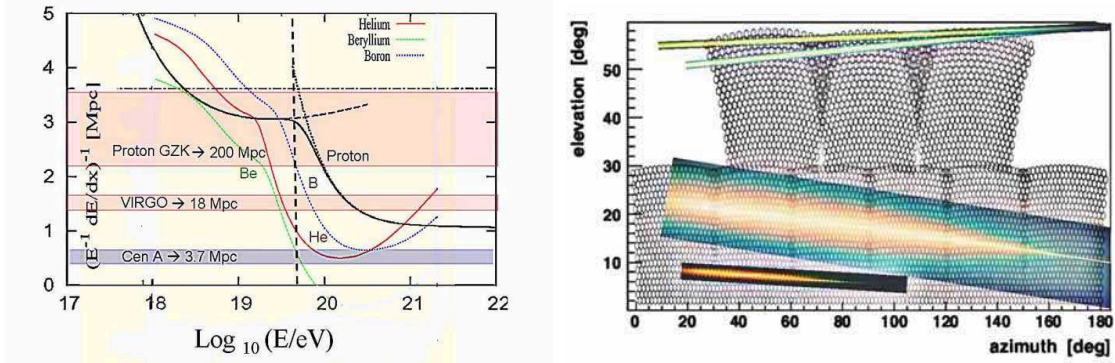 5
4
3
2
1
0
(E⁻¹ dE/dx)⁻¹ [Mpc]
Helium
Beryllium
Boron
Proton GZK → 200 Mpc
Proton
Be
B
VIRGO → 18 Mpc
He
Cen A → 3.7 Mpc
17 18 19 20 21 22
Log 10 (E/eV)
elevation [deg]
50
40
30
20
10
0 20 40 60 80 100 120 140 160 180
azimuth [deg]